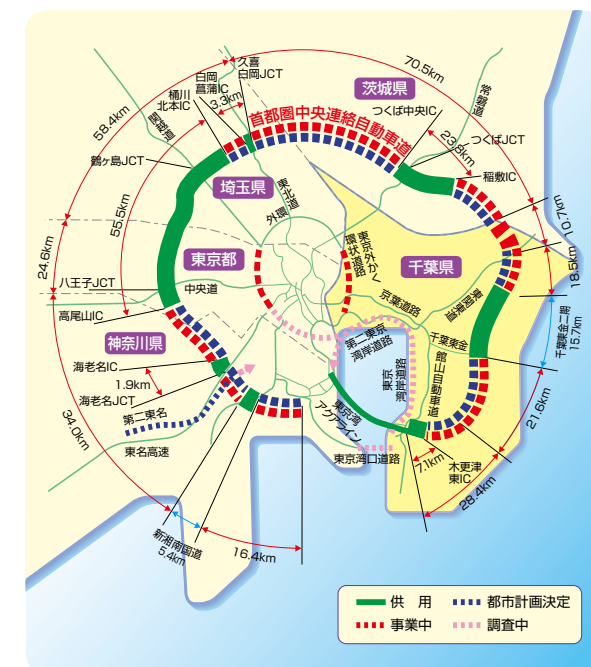 70.5km
久喜
白岡JCT
白岡
菖蒲IC
桶川
北本IC
3.3km
58.4km
関越道
茨城県
常磐道
つくば中央IC
首都圏中央連絡自動車道
23.8km
つくばJCT
稲敷IC
鶴ヶ島JCT
埼玉県
東北道
外環
55.5km
10.7km
18.5km
24.6km
東京都
東京外かく
環状道路
千葉県
京葉道路
東関東道
八王子JCT
中央道
高尾山IC
第二東京
湾岸道路
千葉東金
千葉東金二期
15.7km
神奈川県
海老名IC
1.9km
海老名JCT
東京
湾岸道路
館山自動車道
21.6km
34.0km
第二東名
東名高速
東京湾
アクアライン
東京湾口道路
7.1km
木更津
東IC
28.4km
新湘南国道
5.4km
16.4km
供 用
都市計画決定
事業中
調査中